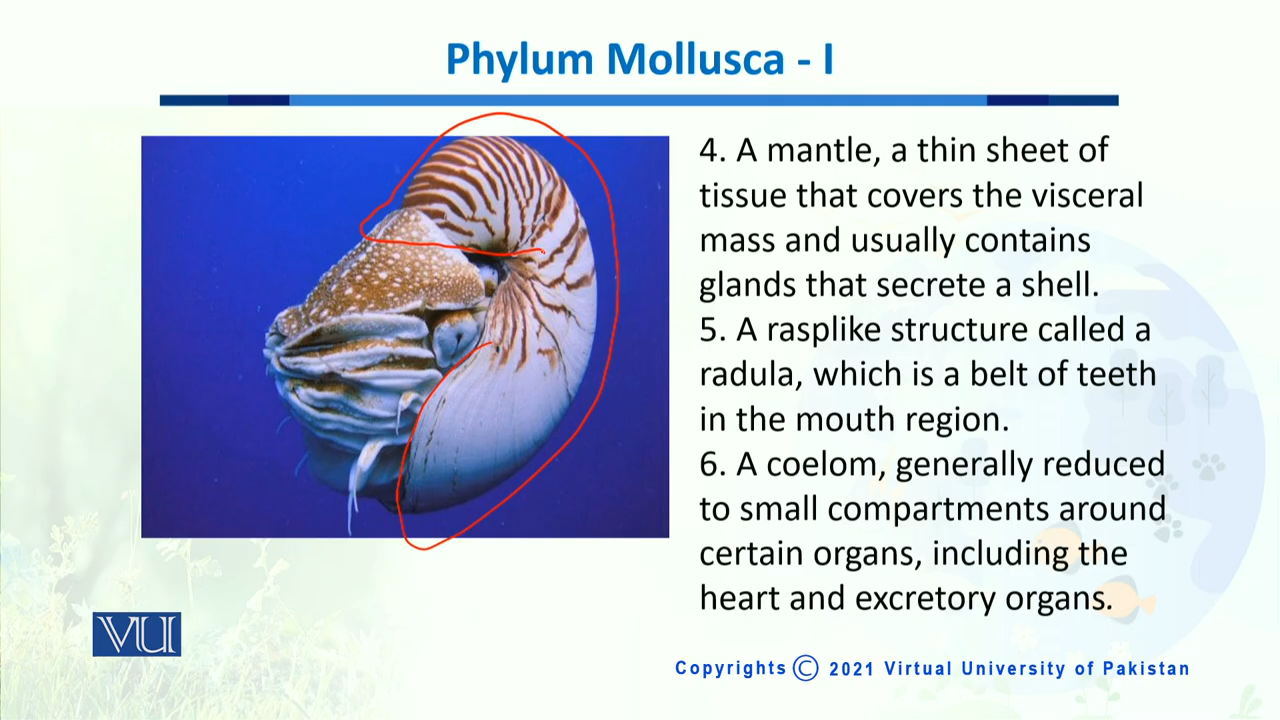 Phylum Mollusca - I
4. A mantle, a thin sheet of
tissue that covers the visceral
mass and usually contains
glands that secrete a shell.
5. A rasplike structure called a
radula, which is a belt of teeth
in the mouth region.
6. A coelom, generally reduced
to small compartments around
certain organs, including the
heart and excretory organs.
VU
Copyrights © 2021 Virtual University of Pakistan